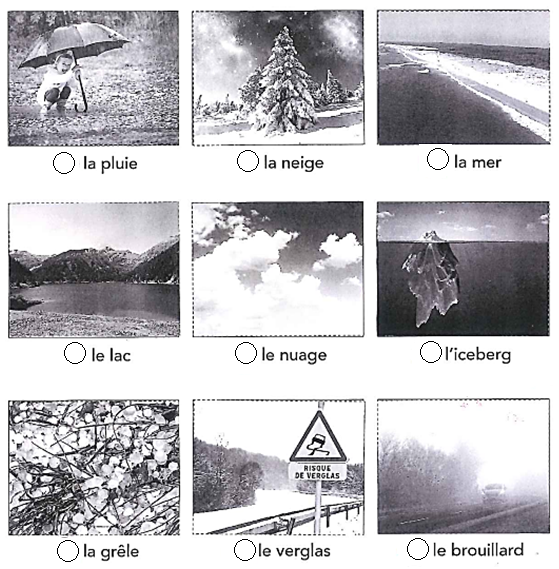 la pluie
la neige
la mer
le lac
le nuage
l'iceberg
RISQUE
DE VERGLAS
la grêle
le verglas
le brouillard